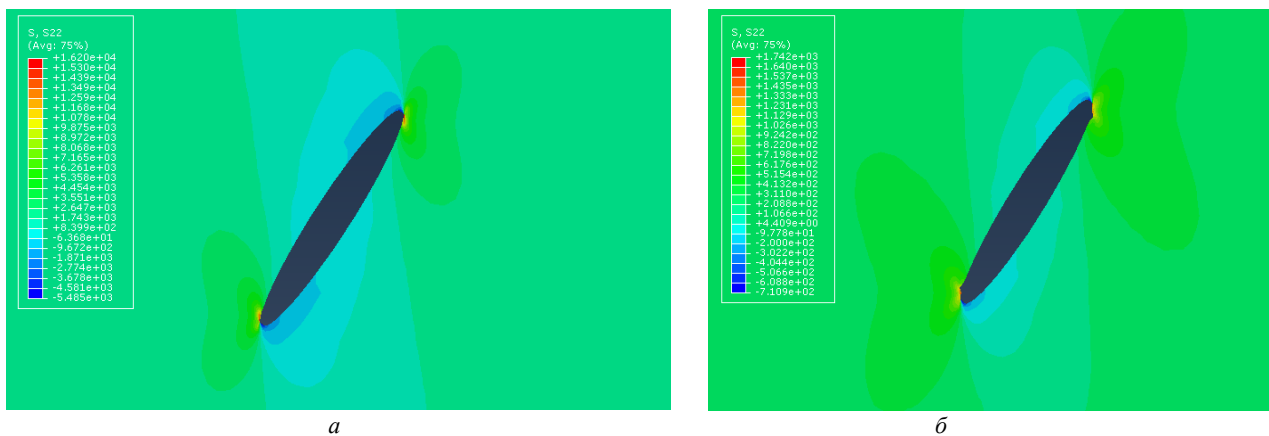 S, S22
(Avg: 75%)
+1.620e+04
+1.530e+04
+1.439e+04
+1.349e+04
+1.259e+04
+1.168e+04
+1.078e+04
+9.875e+03
+8.972e+03
+8.068e+03
+7.165e+03
+6.261e+03
+5.358e+03
+4.454e+03
+3.551e+03
+2.647e+03
+1.743e+03
+8.399e+02
-6.368e+01
-9.672e+02
-1.871e+03
-2.774e+03
-3.678e+03
-4.581e+03
-5.485e+03
а
S, S22
(Avg: 75%)
+1.742e+03
+1.640e+03
+1.537e+03
+1.435e+03
+1.333e+03
+1.231e+03
+1.129e+03
+1.026e+03
+9.242e+02
+8.220e+02
+7.198e+02
+6.176e+02
+5.154e+02
+4.132e+02
+3.110e+02
+2.088e+02
+1.066e+02
+4.409e+00
-9.778e+01
-2.000e+02
-3.022e+02
-4.044e+02
-5.066e+02
-6.088e+02
-7.109e+02
б